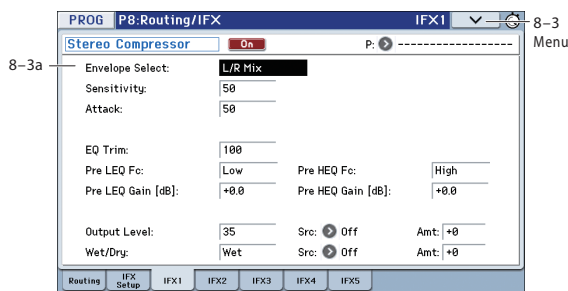 PROG P8:Routing/IFX IFX1
8–3
Menu
Stereo Compressor On P: --------------------
8–3a
Envelope Select: L/R Mix
Sensitivity: 50
Attack: 50
EQ Trim: 100
Pre LEQ Fc: Low Pre HEQ Fc: High
Pre LEQ Gain [dB]: +0.0 Pre HEQ Gain [dB]: +0.0
Output Level: 35 Src: Off Amt: +0
Wet/Dry: Wet Src: Off Amt: +0
Routing IFX Setup IFX1 IFX2 IFX3 IFX4 IFX5